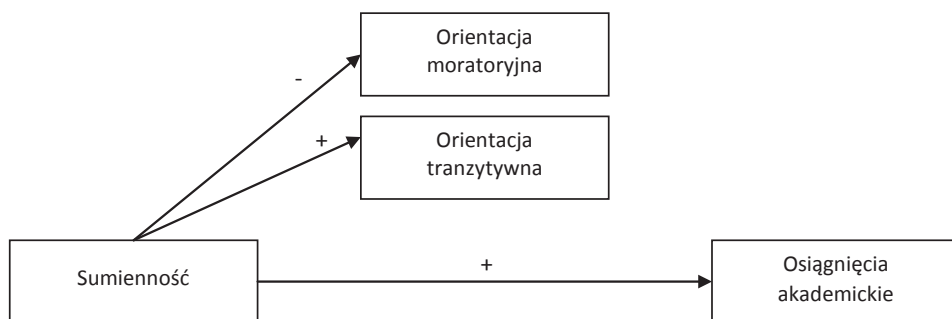 Orientacja
moratoryjna
-
Orientacja
tranzytywna
+
Sumienność
+
Osiągnięcia
akademickie